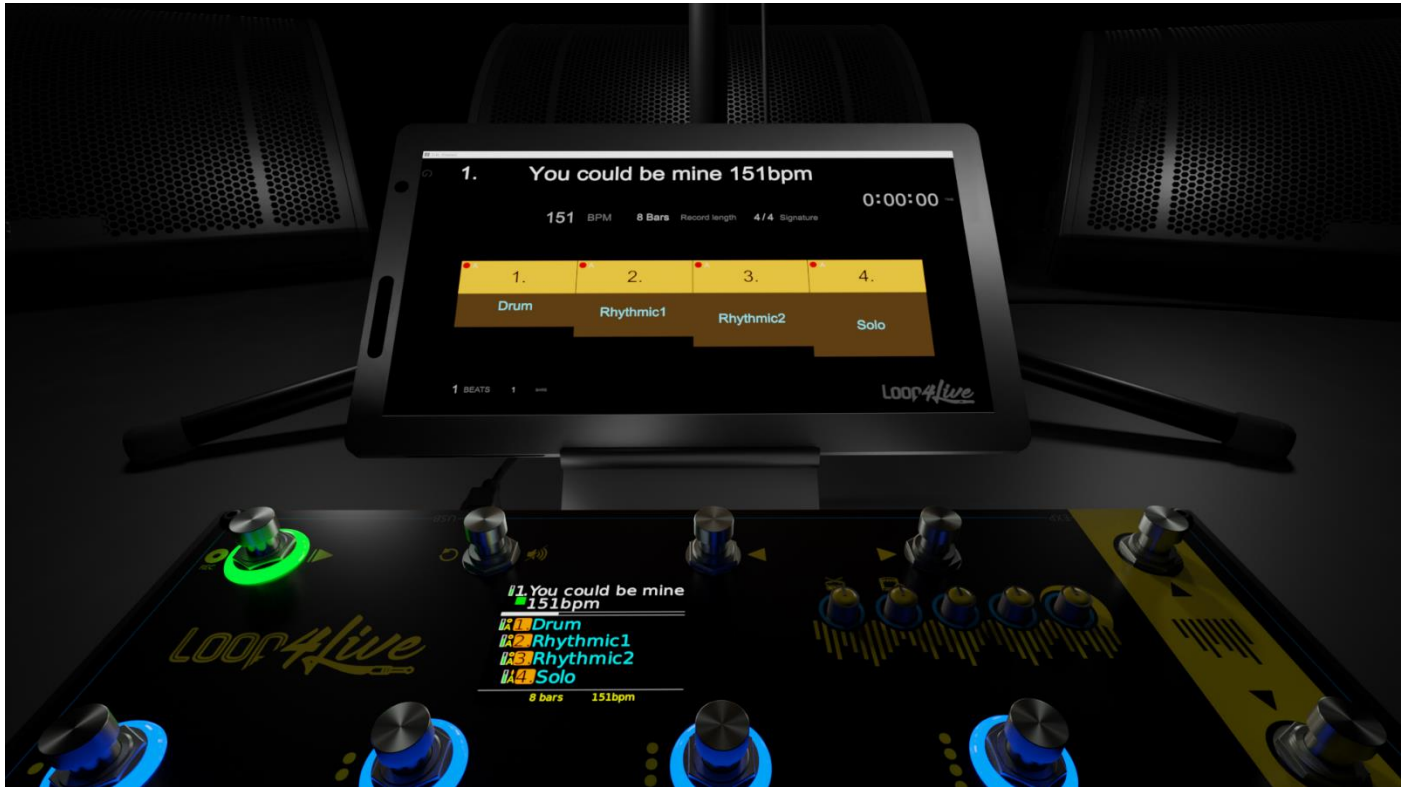 1. You could be mine 151bpm
0:00:00
151 BPM 8 Bars Record length 4/4 Signature
1. 2. 3. 4.
Drum Rhythmic1 Rhythmic2 Solo
1 BEATS 1
Loop4Live
REC
1.You could be mine
151bpm
1.Drum
2.Rhythmic1
3.Rhythmic2
4.Solo
8 bars 151bpm
Loop4Live